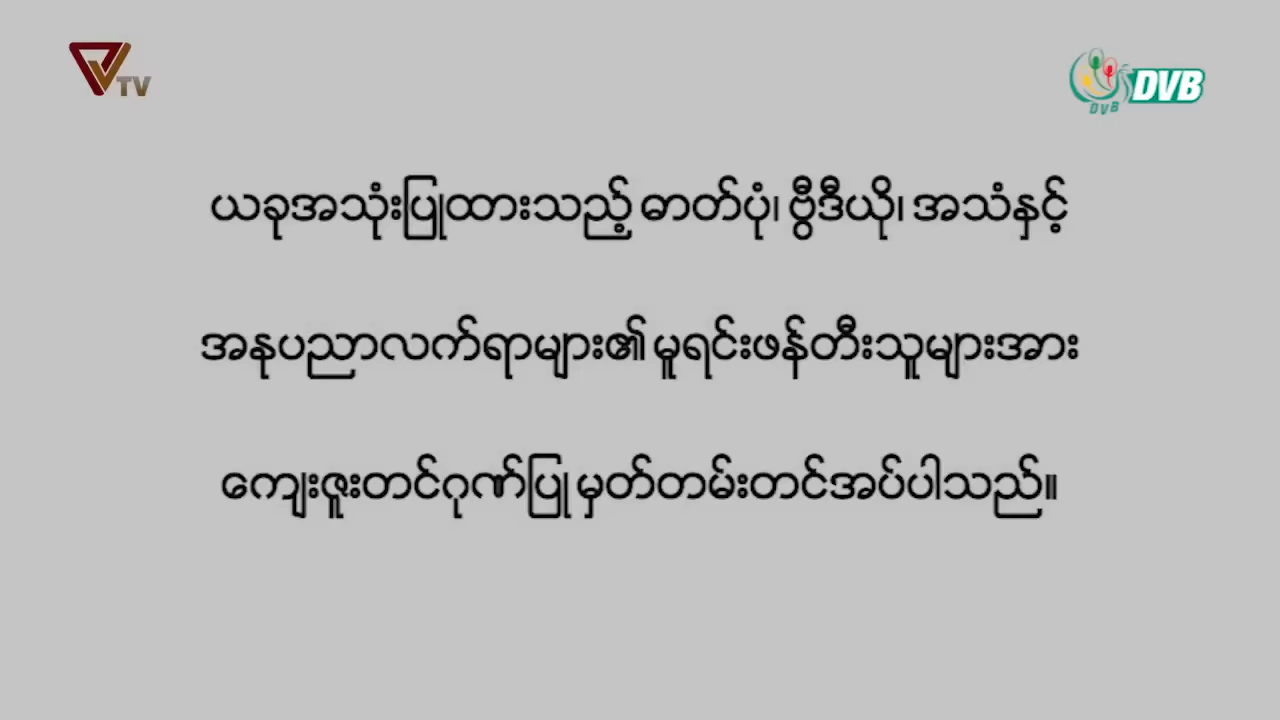 TV
DVB
DVB
ယခုအသုံးပြုထားသည့် ဓာတ်ပုံ၊ ဗွီဒီယို၊ အသံနှင့်
အနုပညာလက်ရာများ၏ မူရင်းဖန်တီးသူများအား
ကျေးဇူးတင်ဂုဏ်ပြု မှတ်တမ်းတင်အပ်ပါသည်။